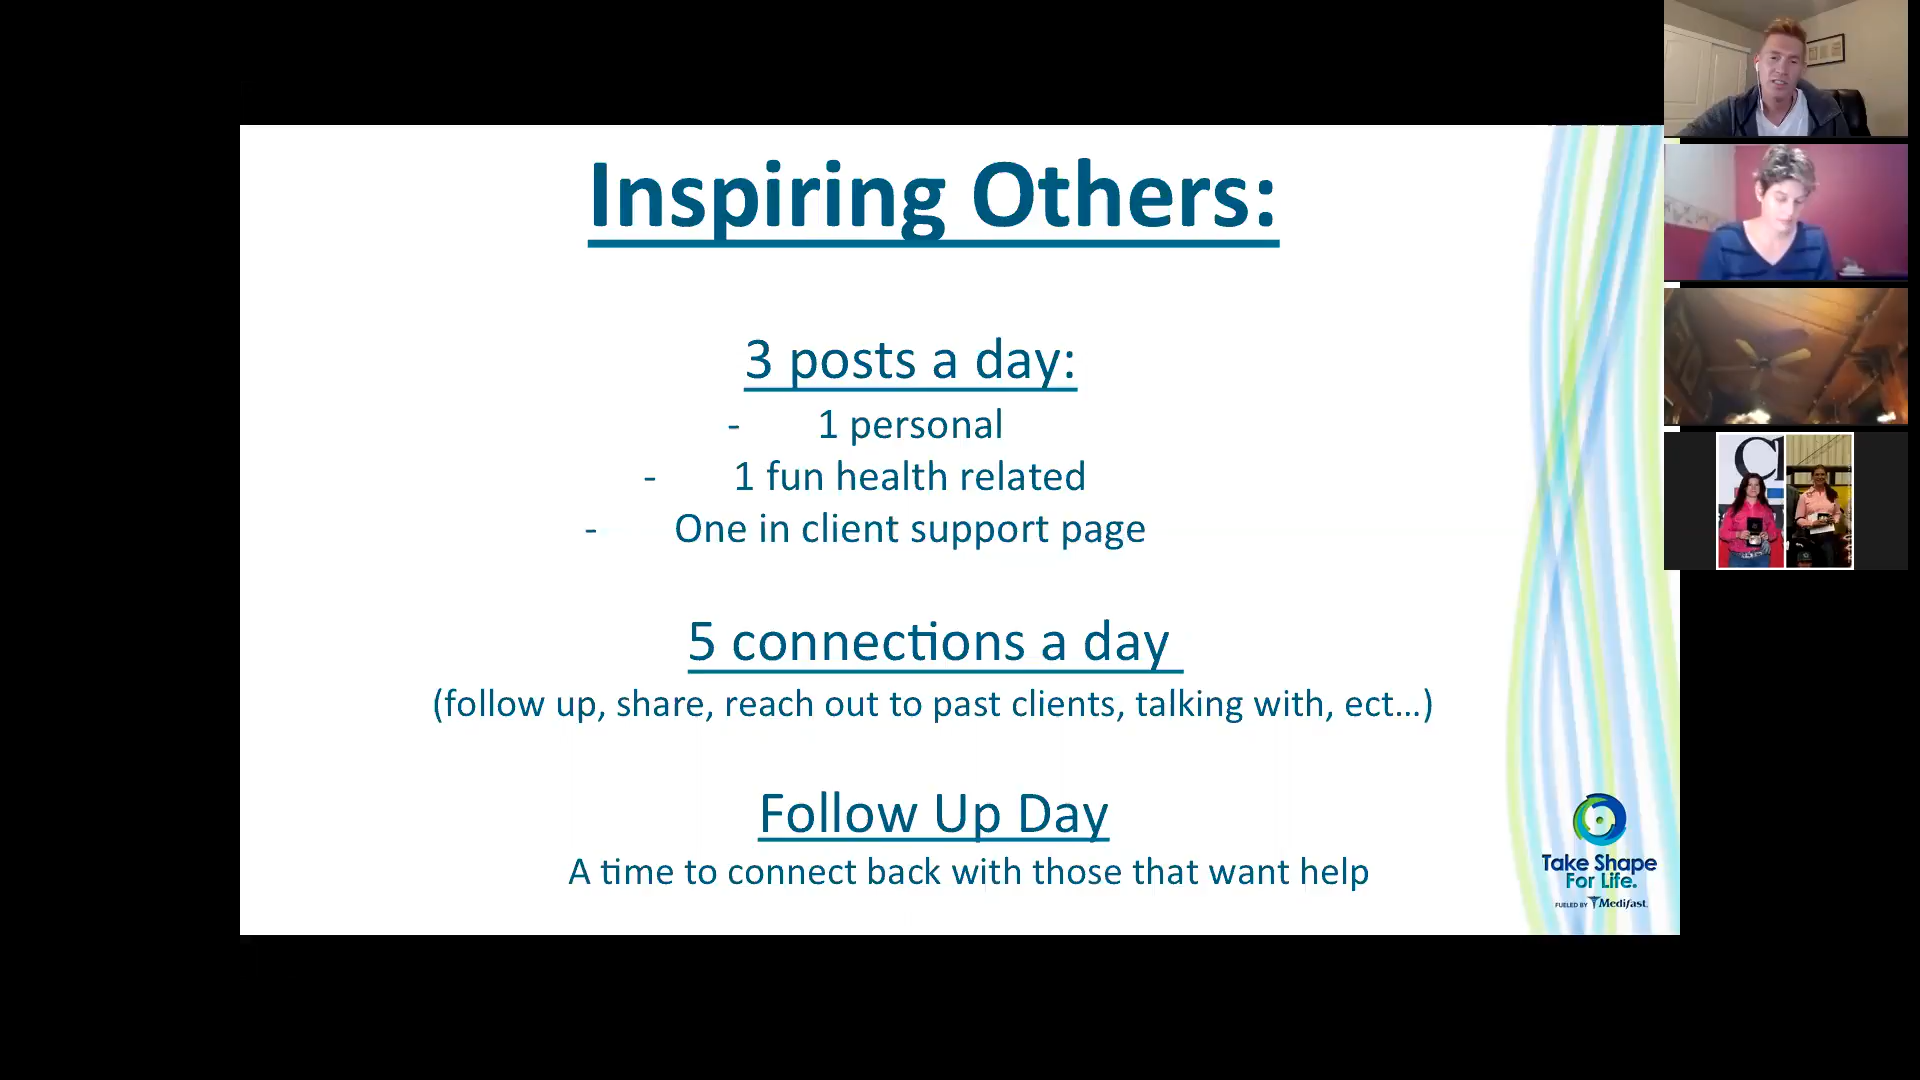 Inspiring Others:
3 posts a day:
- 1 personal
- 1 fun health related
- One in client support page
5 connections a day
(follow up, share, reach out to past clients, talking with, ect...)
Follow Up Day
A time to connect back with those that want help
Take Shape
For Life.
FUELED BY Medifast